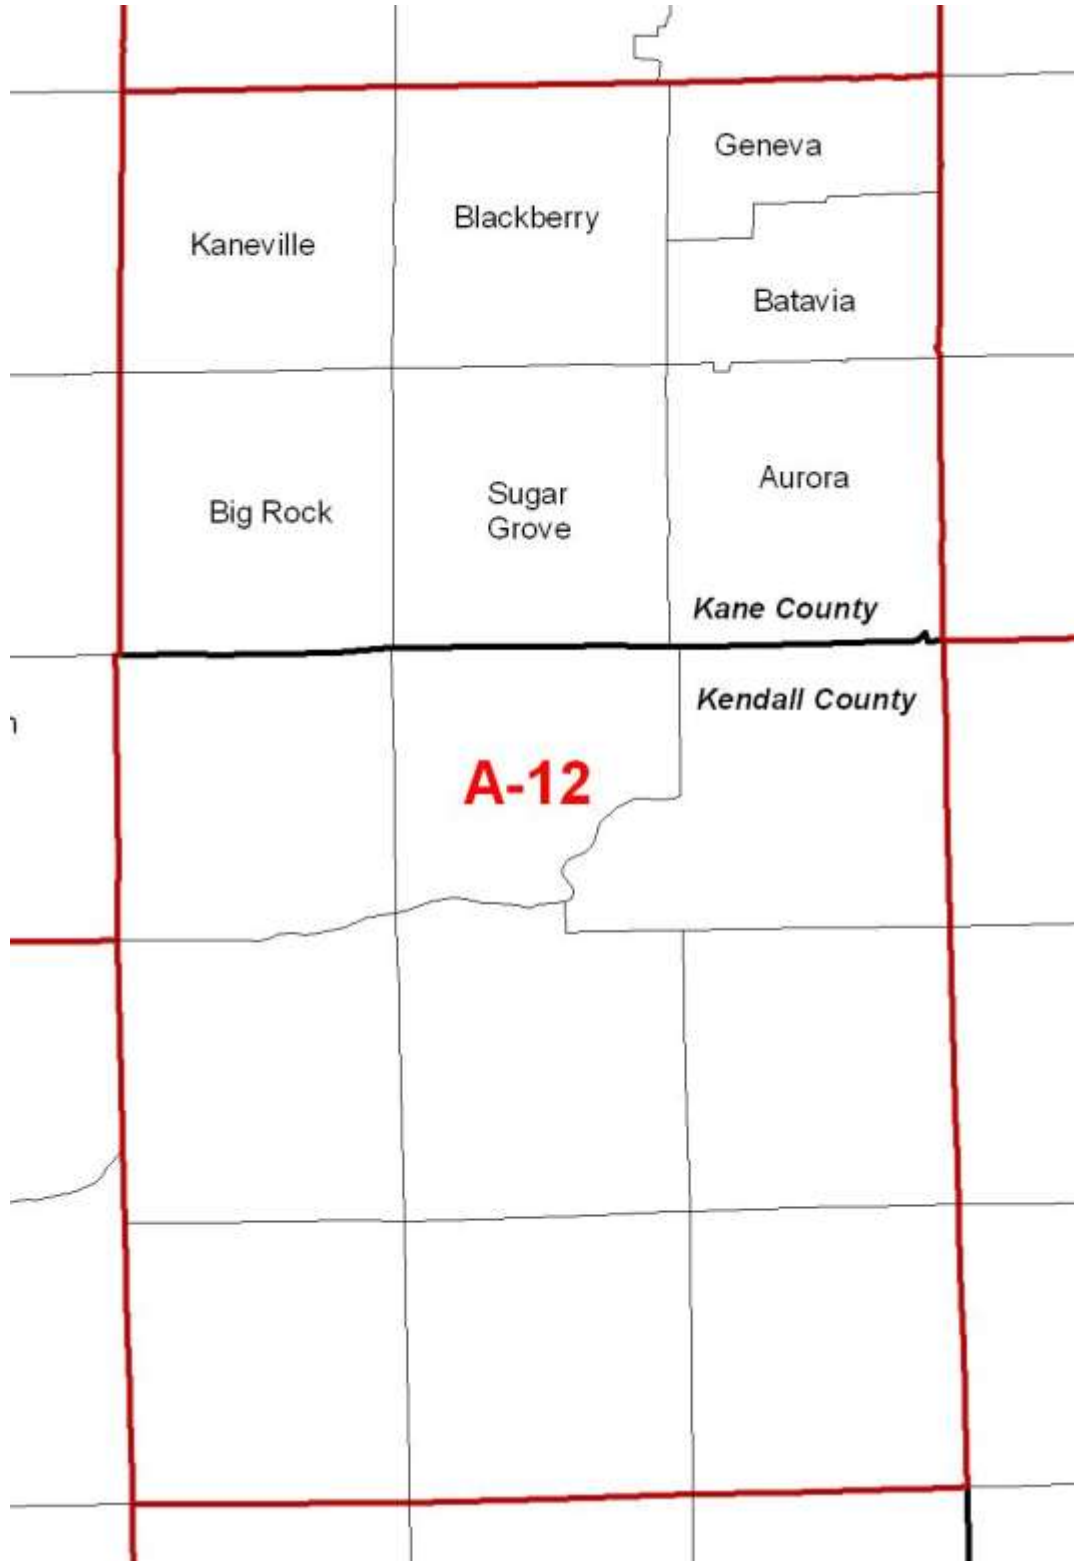 Geneva
Blackberry
Kaneville
Batavia
Aurora
Sugar
Grove
Big Rock
Kane County
Kendall County
A-12